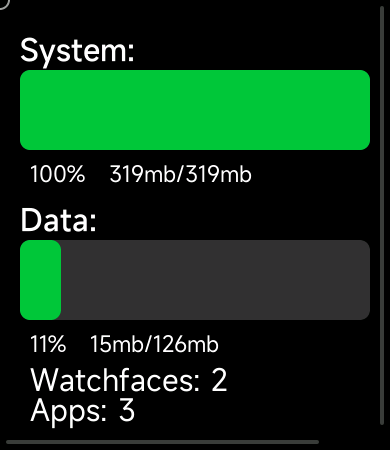 System:
100% 319mb/319mb
Data:
11% 15mb/126mb
Watchfaces: 2
Apps: 3